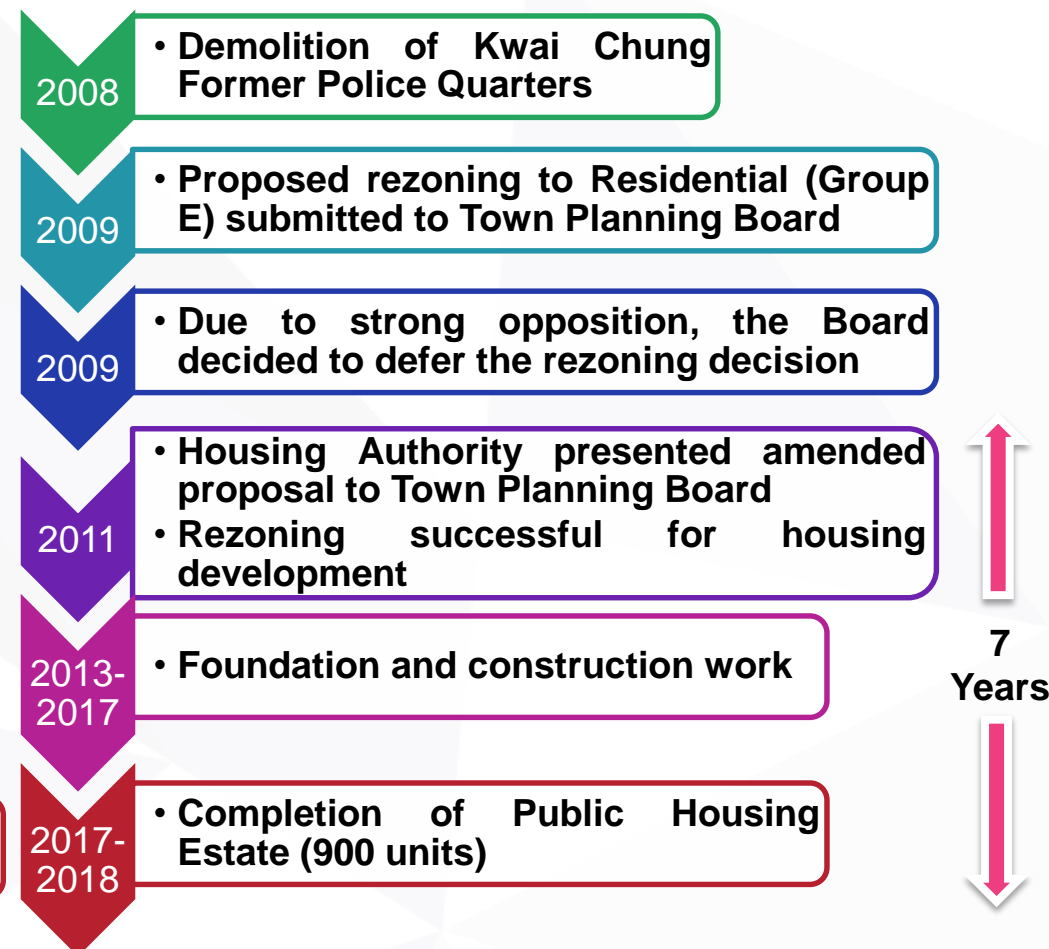 2008
• Demolition of Kwai Chung
Former Police Quarters
2009
• Proposed rezoning to Residential (Group
E) submitted to Town Planning Board
2009
• Due to strong opposition, the Board
decided to defer the rezoning decision
2011
• Housing Authority presented amended
proposal to Town Planning Board
• Rezoning successful for housing
development
2013-
2017
• Foundation and construction work
2017-
2018
• Completion of Public Housing
Estate (900 units)
7
Years